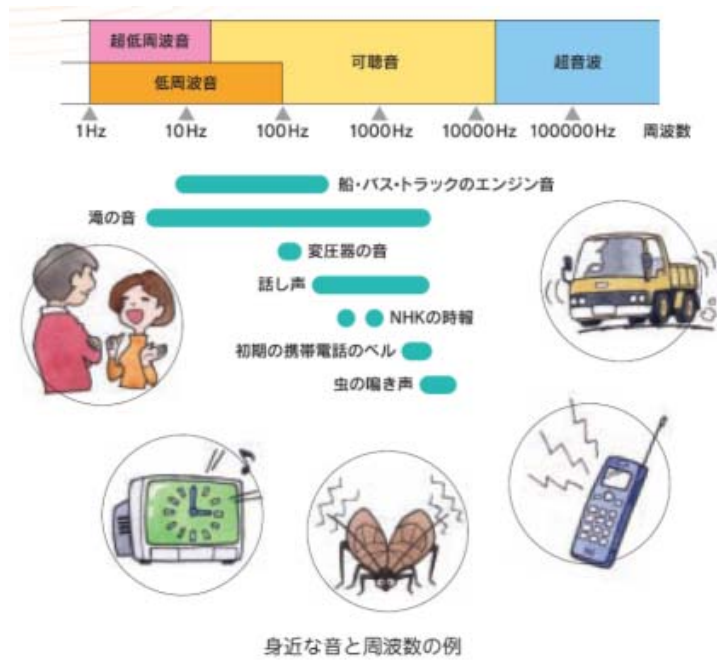 超低周波音
低周波音
可聴音
超音波
1Hz 10Hz 100Hz 1000Hz 10000Hz 100000Hz 周波数
船・バス・トラックのエンジン音
滝の音
変圧器の音
話し声
NHKの時報
初期の携帯電話のベル
虫の鳴き声
身近な音と周波数の例